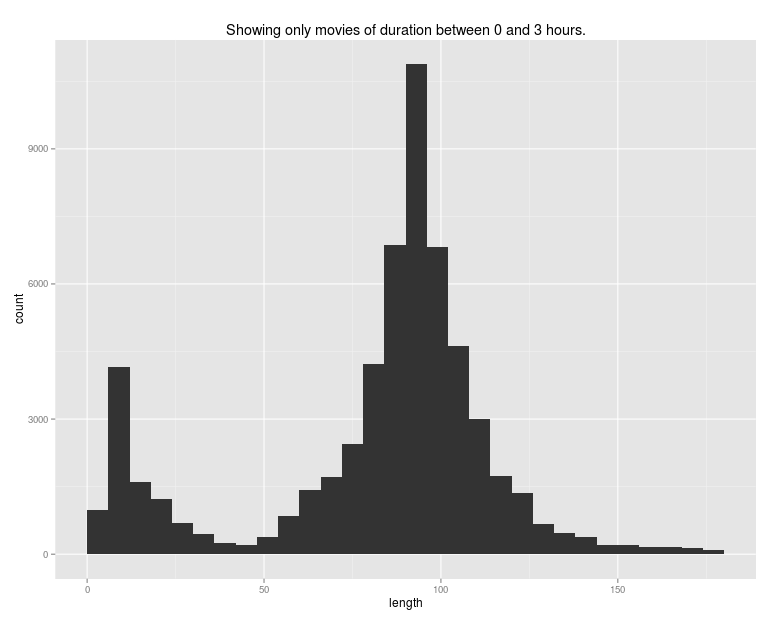 Showing only movies of duration between 0 and 3 hours.
9000
6000
3000
0
count
0 50 100 150
length